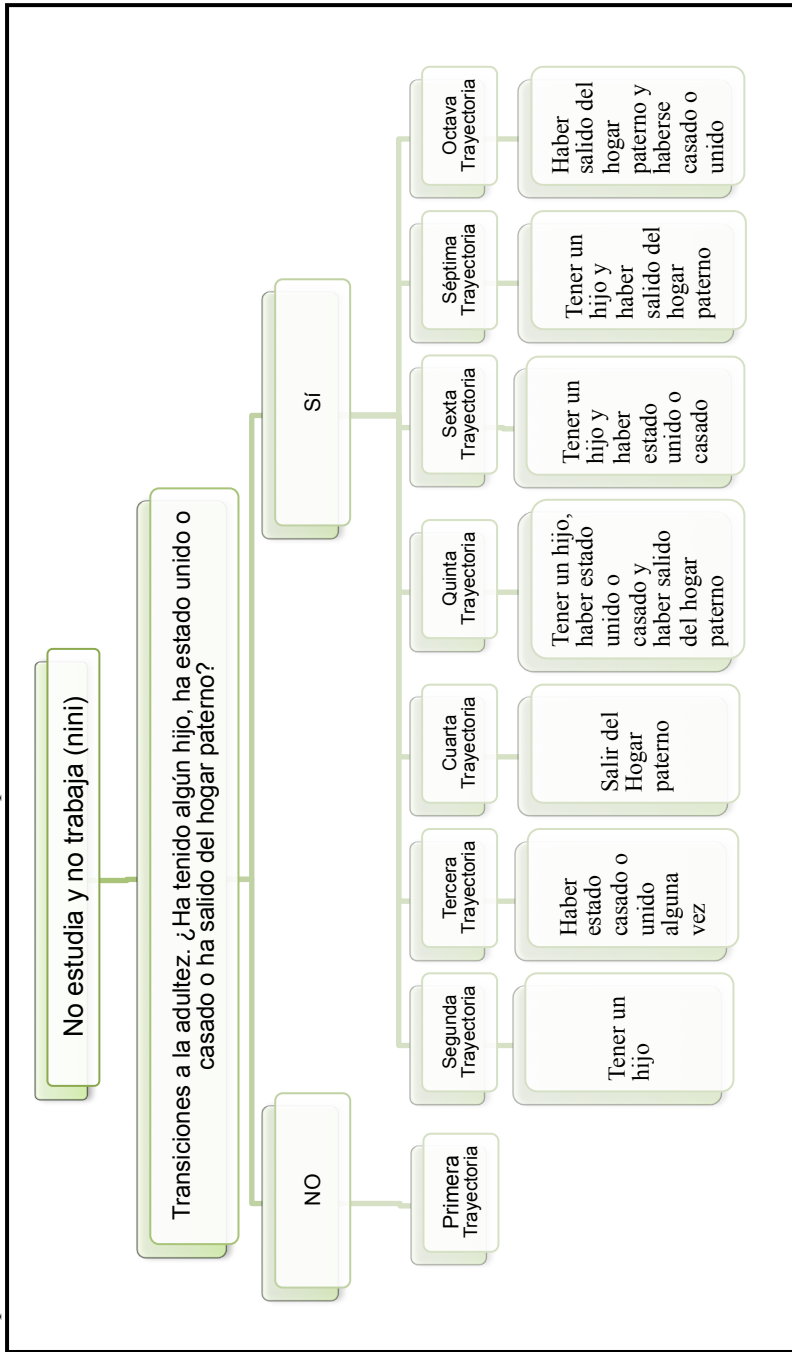 No estudia y no trabaja (nini)
Transiciones a la adultez. ¿Ha tenido algún hijo, ha estado unido o
casado o ha salido del hogar paterno?
NO
Sí
Primera
Trayectoria
Segunda
Trayectoria
Tener un
hijo
Tercera
Trayectoria
Haber
estado
casado o
unido
alguna
vez
Cuarta
Trayectoria
Salir del
Hogar
paterno
Quinta
Trayectoria
Tener un hijo,
haber estado
unido o
casado y
haber salido
del hogar
paterno
Sexta
Trayectoria
Tener un
hijo y
haber
estado
unido o
casado
Séptima
Trayectoria
Tener un
hijo y
haber
salido del
hogar
paterno
Octava
Trayectoria
Haber
salido del
hogar
paterno y
haberse
casado o
unido